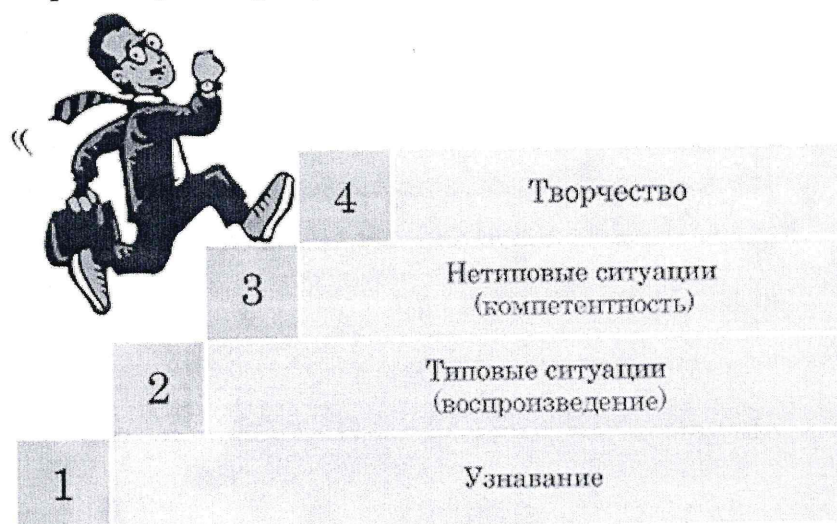 4 Творчество
3 Нетиповые ситуации
(компетентность)
2 Типовые ситуации
(воспроизведение)
1 Узнавание